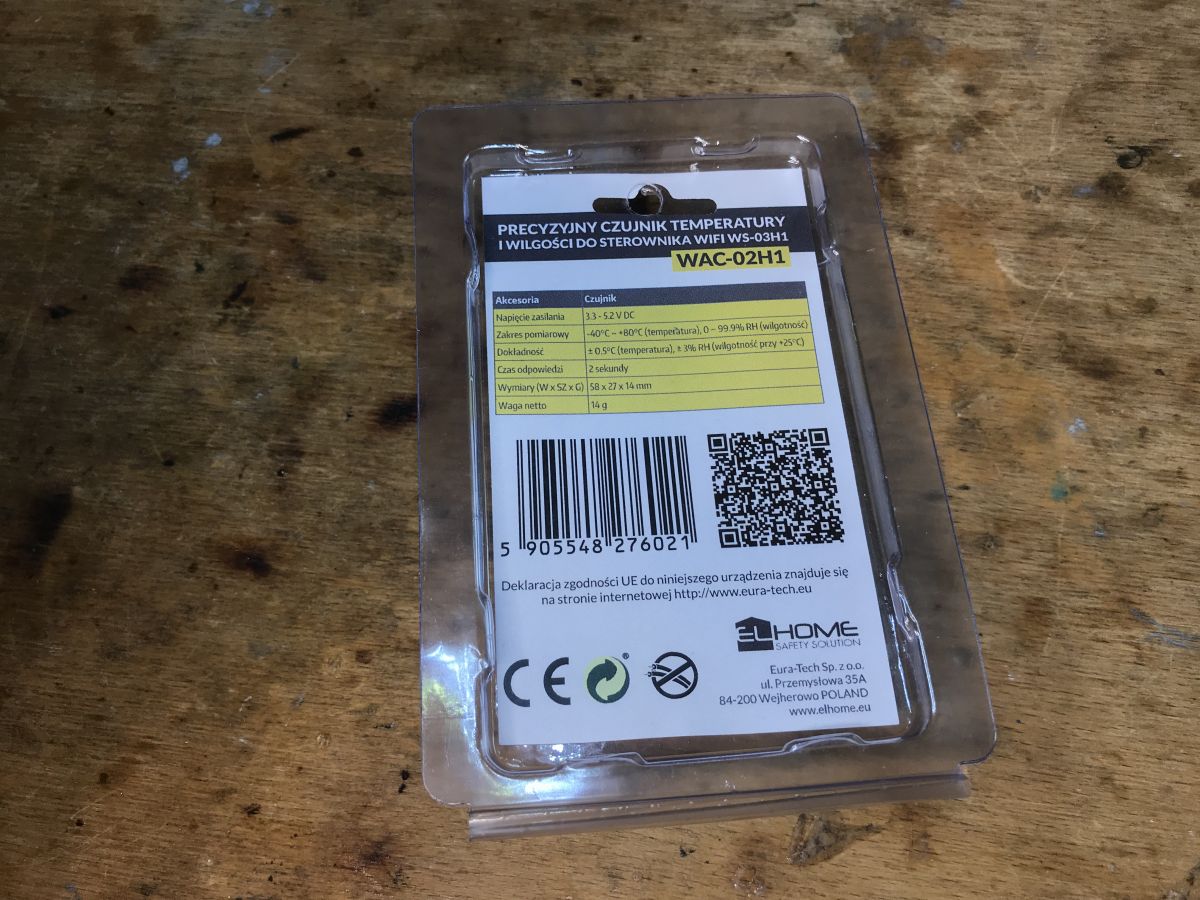 PRECYZYJNY CZUJNIK TEMPERATURY
I WILGOŚCI DO STEROWNIKA WIFI WS-03H1
WAC-02H1
Akcesoria Czujnik
Napięcie zasilania 3.3 - 5.2 V DC
Zakres pomiarowy -40°C ~ +80°C (temperatura), 0 – 99.9% RH (wilgotność)
Dokładność ± 0.5°C (temperatura), ± 3% RH (wilgotność przy +25°C)
Czas odpowiedzi 2 sekundy
Wymiary (W x SZ x G) 58 x 27 x 14 mm
Waga netto 14 g
5 905548 276021
Deklaracja zgodności UE do niniejszego urządzenia znajduje się
na stronie internetowej http://www.eura-tech.eu
EL HOME
SAFETY SOLUTION
CE
®
Eura-Tech Sp. z o.o.
ul. Przemysłowa 35A
84-200 Wejherowo POLAND
www.elhome.eu